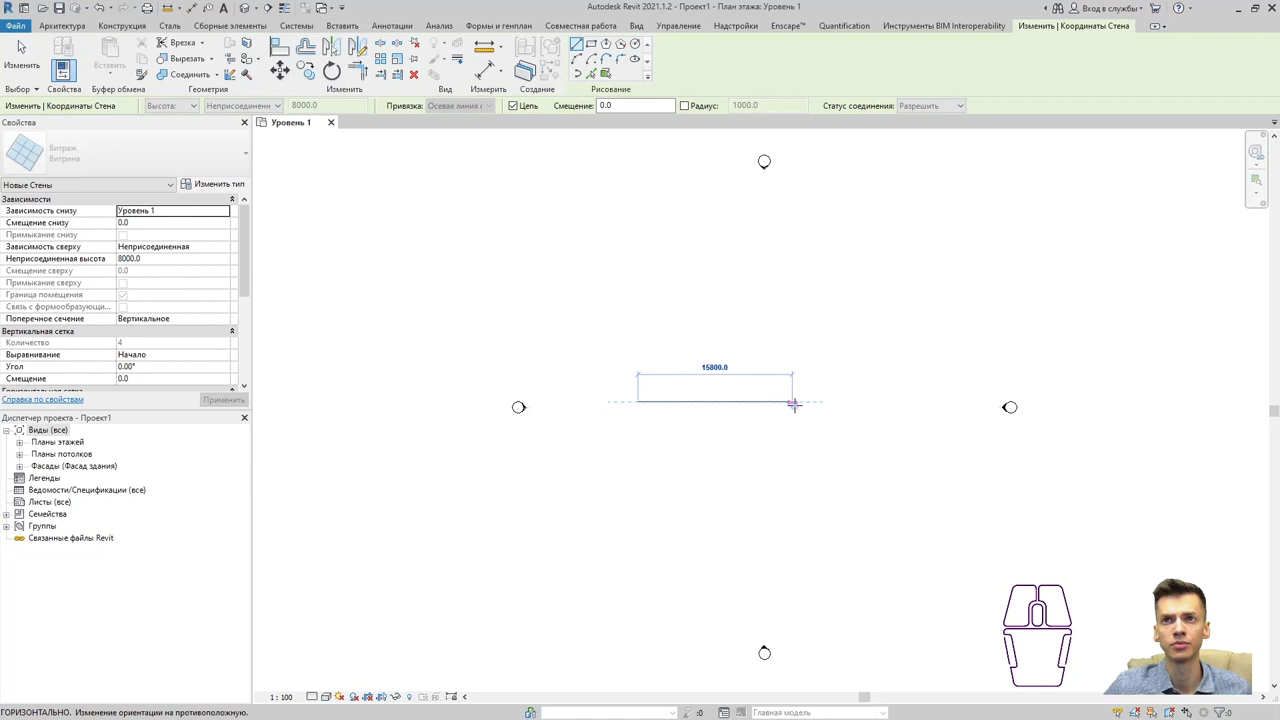 Autodesk Revit 2021.1.2 - Проект1 - План этажа: Уровень 1
Вход в службы
Файл Архитектура Конструкция Сталь Сборные элементы Системы Вставить Аннотации Анализ Формы и генплан Совместная работа Вид Управление Надстройки Enscape™ Quantification Инструменты BIM Interoperability Изменить | Координаты Стена
Изменить
Вставить
Врезка
Вырезать
Соединить
Выбор Свойства Буфер обмена Геометрия Изменить Вид Измерить Создание Рисование
Изменить | Координаты Стена Высота: Неприсоединенн 8000.0 Привязка: Осевая линия Цепь Смещение: 0.0 Радиус: 1000.0 Статус соединения: Разрешить
Свойства
Уровень 1
Витраж
Витрина
Новые Стены Изменить тип
Зависимости
Зависимость снизу Уровень 1
Смещение снизу 0.0
Примыкание снизу
Зависимость сверху Неприсоединенная
Неприсоединенная высота 8000.0
Смещение сверху 0.0
Примыкание сверху
Граница помещения
Связь с формообразующи...
Поперечное сечение Вертикальное
Вертикальная сетка
Количество 4
Выравнивание Начало
Угол 0.00°
Смещение 0.0
Справка по свойствам Применить
Диспетчер проекта - Проект1
Виды (все)
Планы этажей
Планы потолков
Фасады (Фасад здания)
Легенды
Ведомости/Спецификации (все)
Листы (все)
Семейства
Группы
Связанные файлы Revit
15800.0
1 : 100
ГОРИЗОНТАЛЬНО. Изменение ориентации на противоположную.
:0
Главная модель
:0